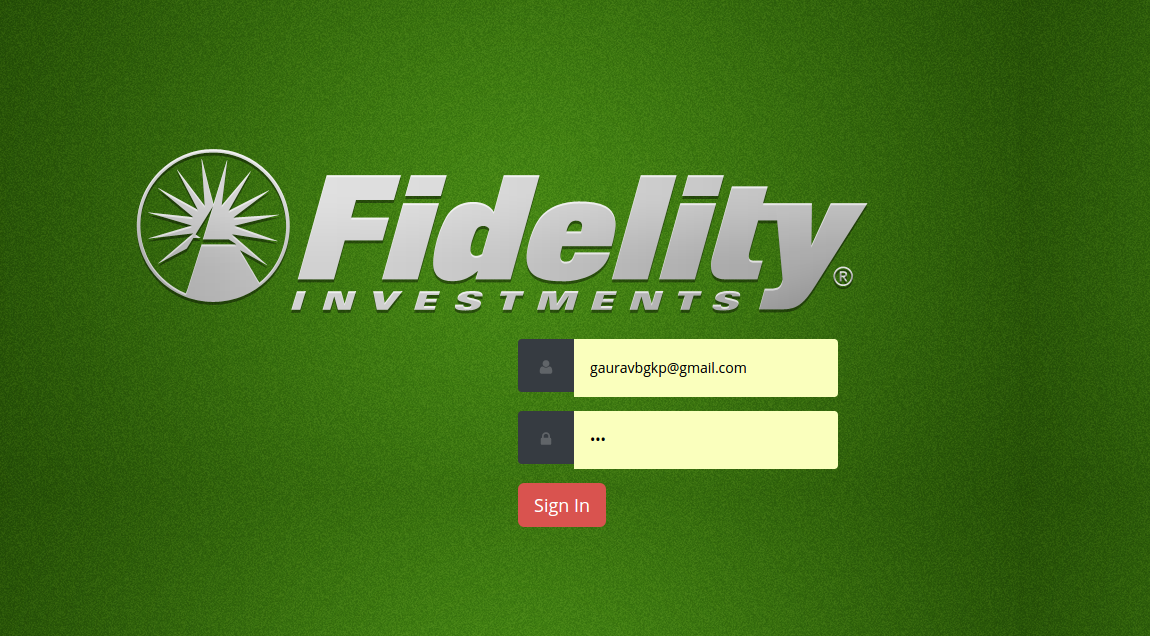 Fidelity
INVESTMENTS ®
gauravbgkp@gmail.com
•••
Sign In